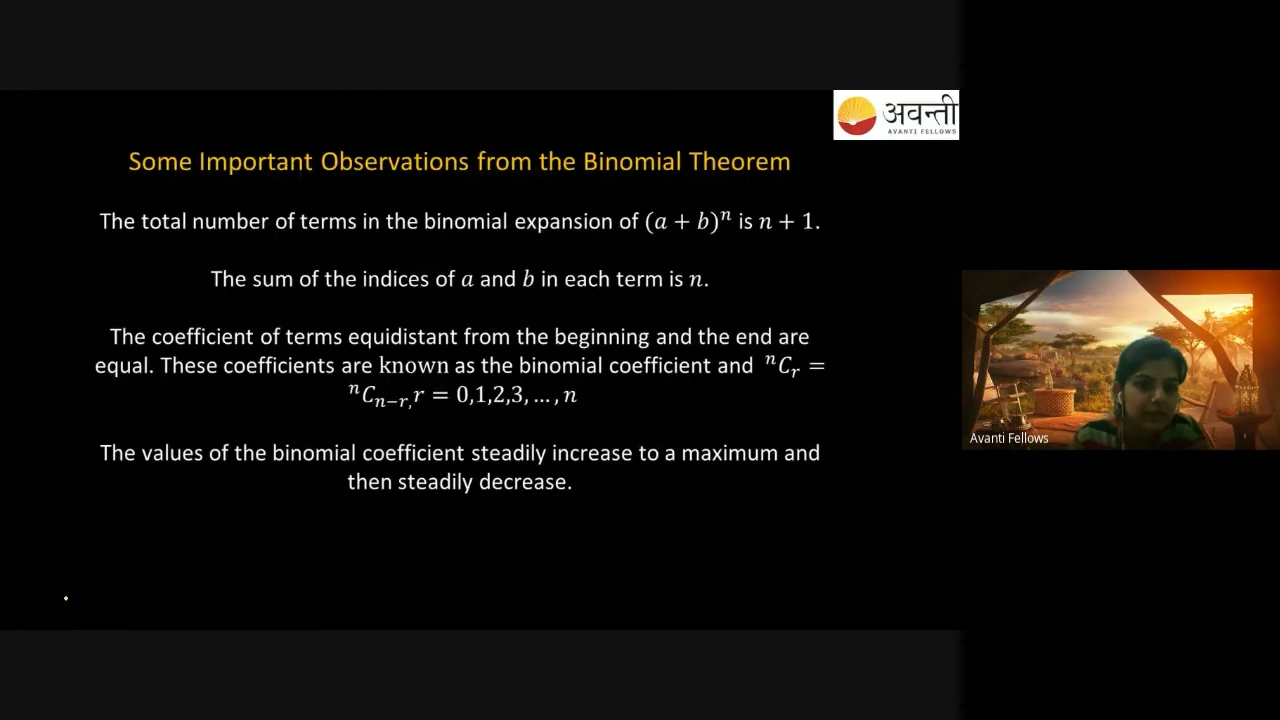 अवन्ती
AVANTI FELLOWS
Some Important Observations from the Binomial Theorem
The total number of terms in the binomial expansion of (a + b)ⁿ is n + 1.
The sum of the indices of a and b in each term is n.
The coefficient of terms equidistant from the beginning and the end are
equal. These coefficients are known as the binomial coefficient and ⁿCᵣ =
ⁿCₙ₋ᵣ, r = 0,1,2,3, … , n
The values of the binomial coefficient steadily increase to a maximum and
then steadily decrease.
Avanti Fellows